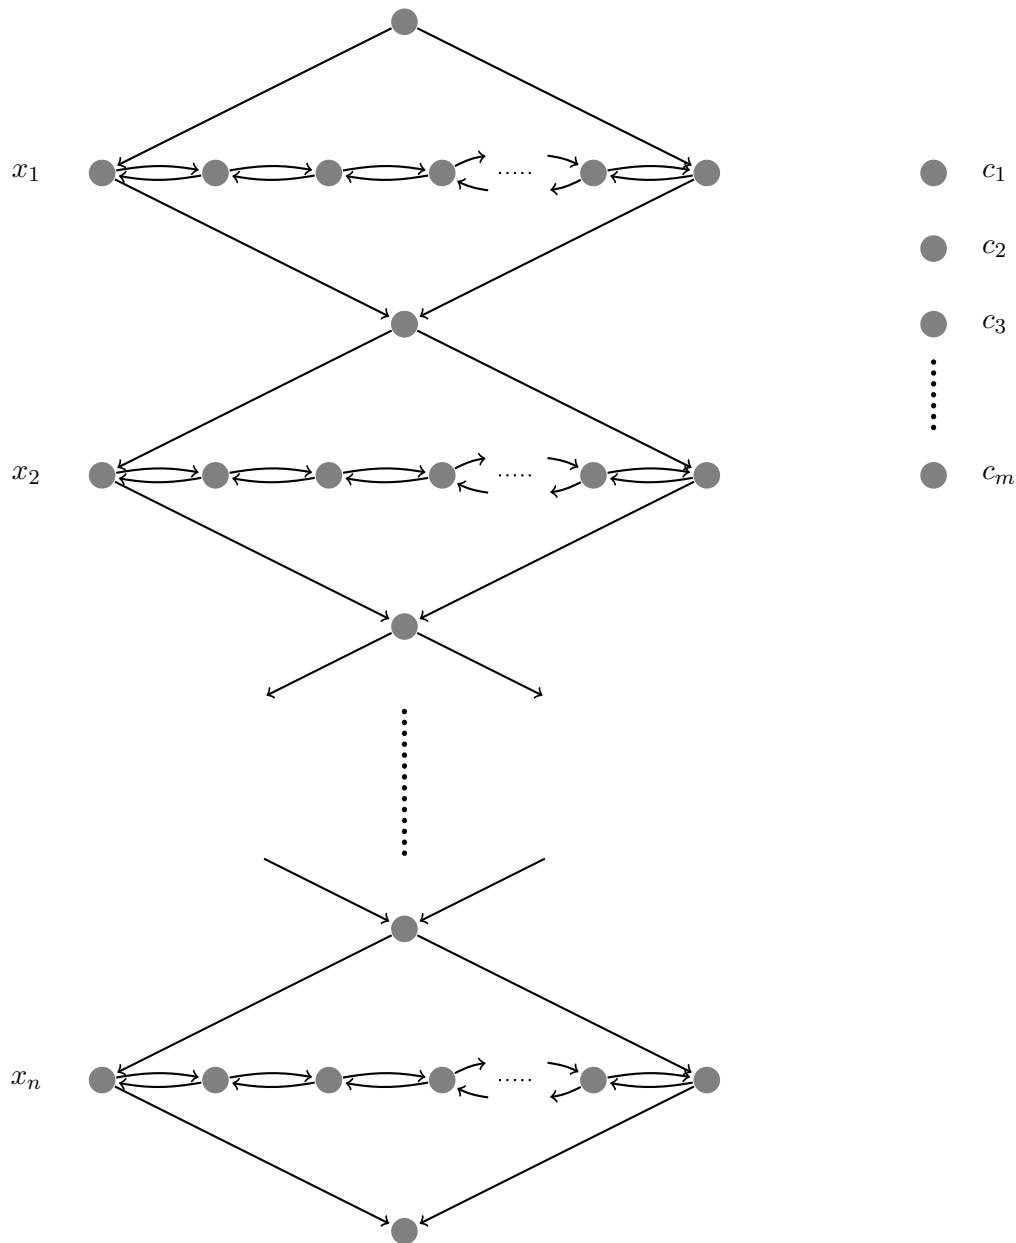 x₁ c₁
c₂
c₃
x₂ cₘ
xₙ